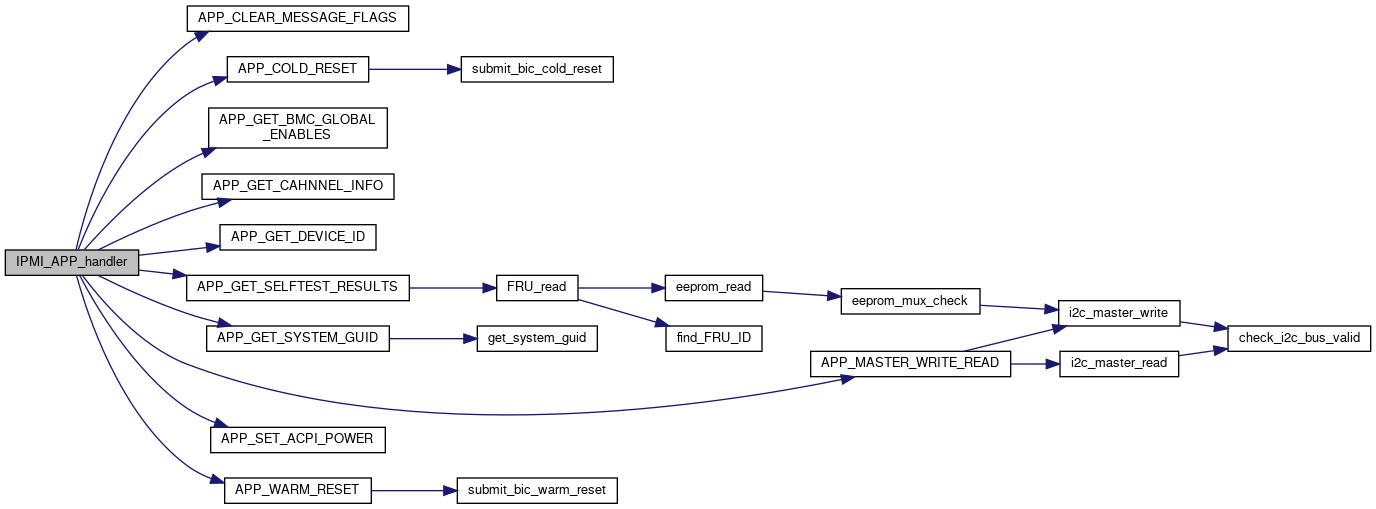 APP_CLEAR_MESSAGE_FLAGS
APP_COLD_RESET
submit_bic_cold_reset
APP_GET_BMC_GLOBAL
_ENABLES
APP_GET_CAHNNEL_INFO
APP_GET_DEVICE_ID
IPMI_APP_handler
APP_GET_SELFTEST_RESULTS
FRU_read
eeprom_read
eeprom_mux_check
i2c_master_write
APP_GET_SYSTEM_GUID
get_system_guid
find_FRU_ID
check_i2c_bus_valid
APP_MASTER_WRITE_READ
i2c_master_read
APP_SET_ACPI_POWER
APP_WARM_RESET
submit_bic_warm_reset